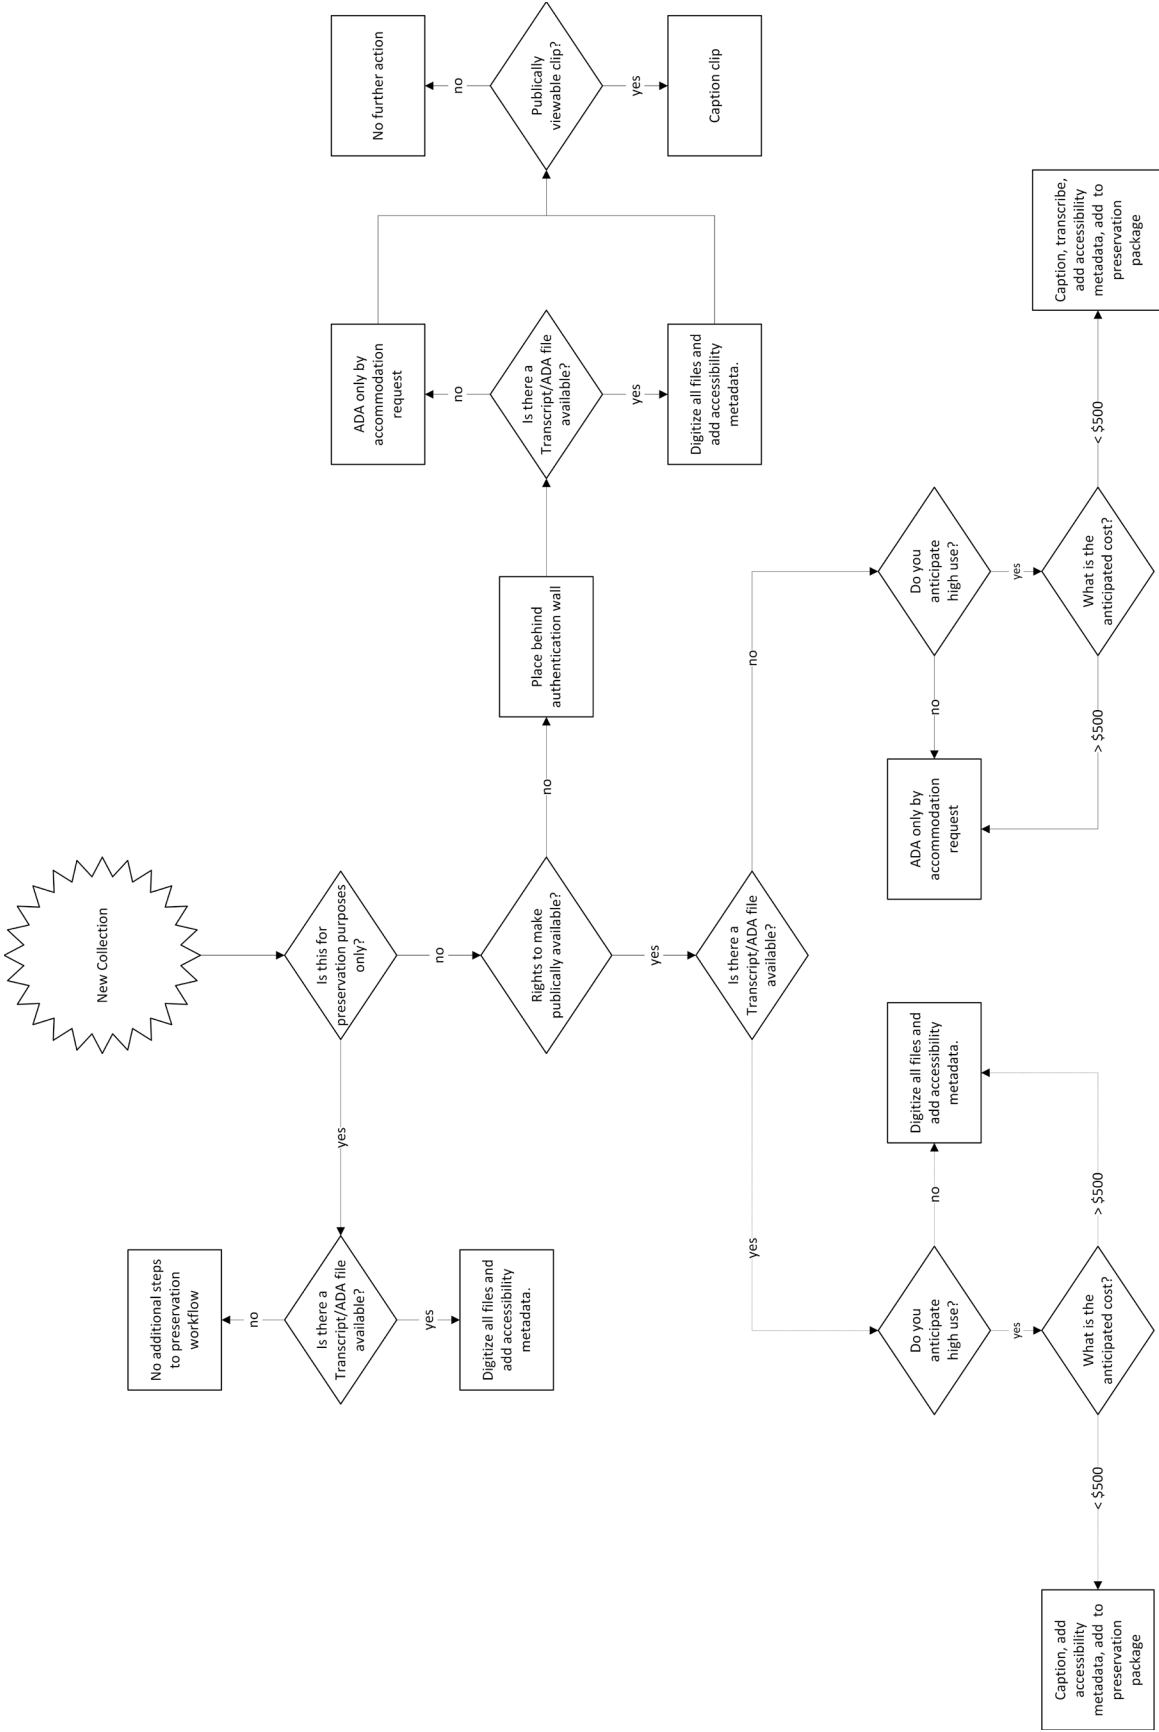 New Collection
Is this for
preservation purposes
only?
yes
no
No additional steps
to preservation
workflow
no
Is there a
Transcript/ADA file
available?
yes
Digitize all files and
add accessibility
metadata.
Rights to make
publically available?
no
yes
Place behind
authentication wall
ADA only by
accommodation
request
no
Is there a
Transcript/ADA file
available?
yes
Digitize all files and
add accessibility
metadata.
No further action
no
Publically
viewable clip?
yes
Caption clip
Is there a
Transcript/ADA file
available?
yes
no
Do you
anticipate
high use?
no
Digitize all files and
add accessibility
metadata.
yes
What is the
anticipated cost?
< $500
> $500
Caption, add
accessibility
metadata, add to
preservation
package
ADA only by
accommodation
request
no
Do you
anticipate
high use?
yes
What is the
anticipated cost?
> $500
< $500
Caption, transcribe,
add accessibility
metadata, add to
preservation
package